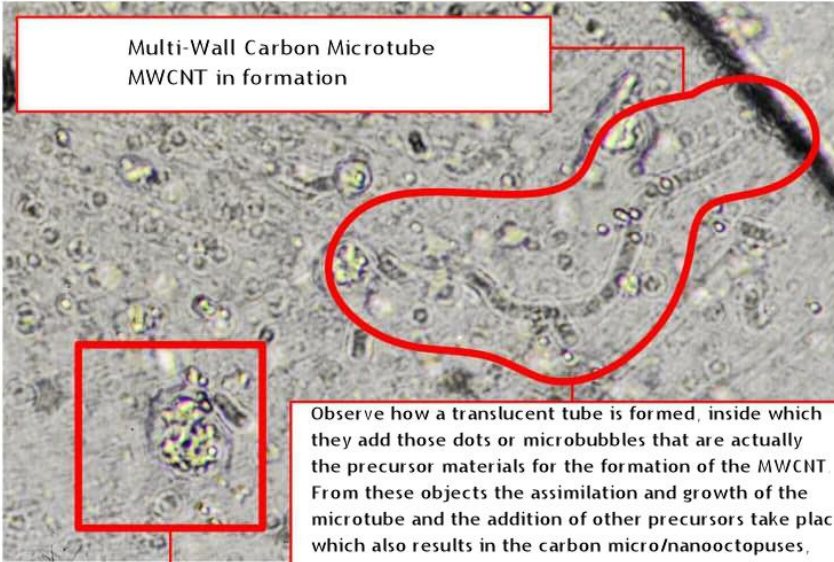 Multi-Wall Carbon Microtube
MWCNT in formation
Observe how a translucent tube is formed, inside which
they add those dots or microbubbles that are actually
the precursor materials for the formation of the MWCNT.
From these objects the assimilation and growth of the
microtube and the addition of other precursors take plac
which also results in the carbon micro/nanooctopuses,